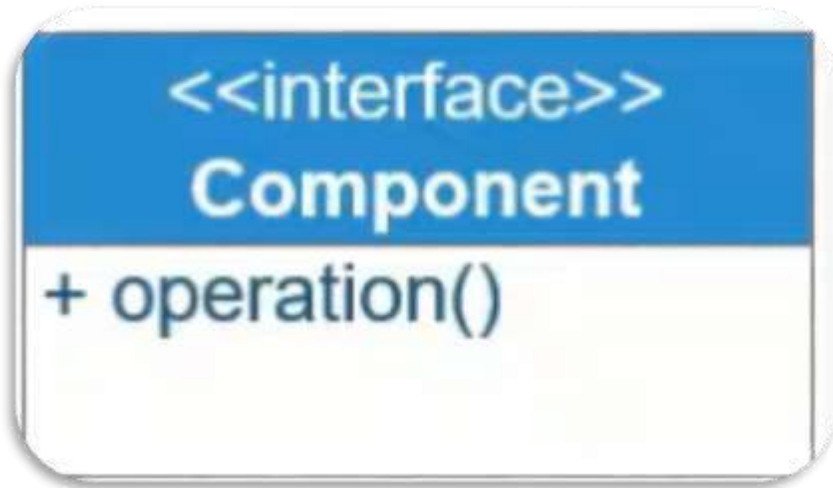 <<interface>>
Component
+ operation()